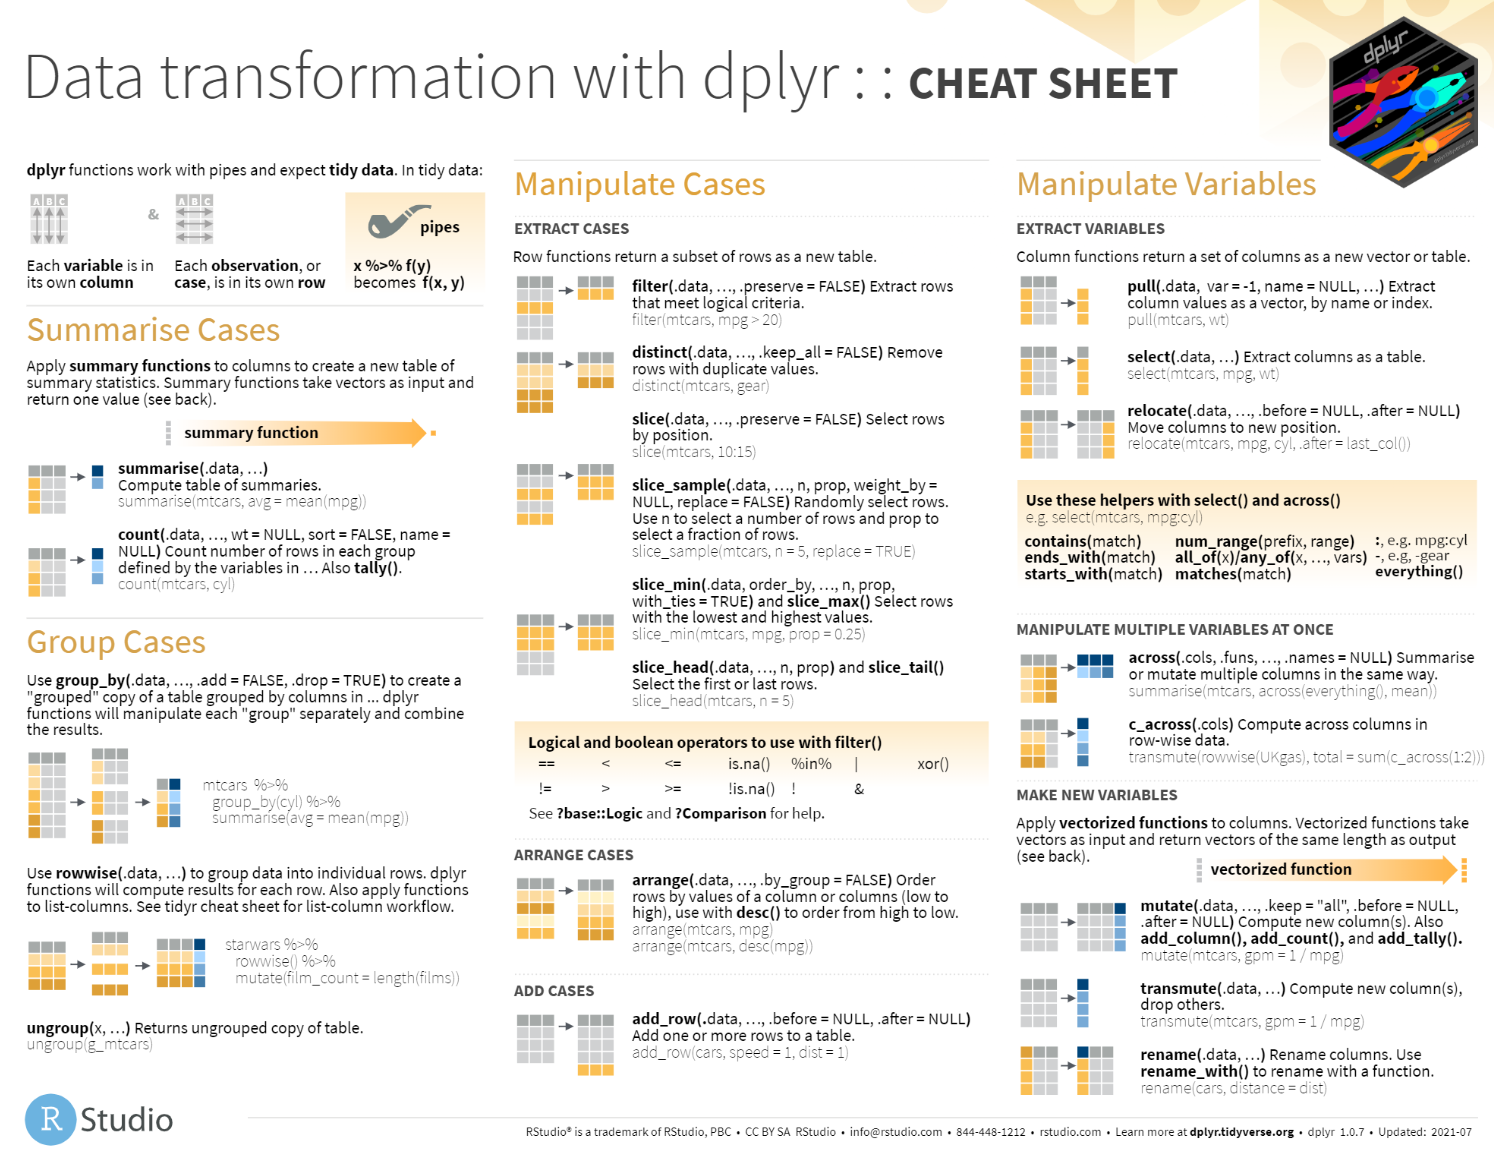 Data transformation with dplyr : : CHEAT SHEET
dplyr
dplyr functions work with pipes and expect tidy data. In tidy data:
A B C
&
A B C
pipes
Each variable is in
its own column
Each observation, or
case, is in its own row
x %>% f(y)
becomes f(x, y)
Summarise Cases
Apply summary functions to columns to create a new table of
summary statistics. Summary functions take vectors as input and
return one value (see back).
summary function
summarise(.data, …)
Compute table of summaries.
summarise(mtcars, avg = mean(mpg))
count(.data, …, wt = NULL, sort = FALSE, name =
NULL) Count number of rows in each group
defined by the variables in … Also tally().
count(mtcars, cyl)
Group Cases
Use group_by(.data, …, .add = FALSE, .drop = TRUE) to create a
"grouped" copy of a table grouped by columns in ... dplyr
functions will manipulate each "group" separately and combine
the results.
mtcars %>%
group_by(cyl) %>%
summarise(avg = mean(mpg))
Use rowwise(.data, …) to group data into individual rows. dplyr
functions will compute results for each row. Also apply functions
to list-columns. See tidyr cheat sheet for list-column workflow.
starwars %>%
rowwise() %>%
mutate(film_count = length(films))
ungroup(x, …) Returns ungrouped copy of table.
ungroup(g_mtcars)
Manipulate Cases
EXTRACT CASES
Row functions return a subset of rows as a new table.
filter(.data, …, .preserve = FALSE) Extract rows
that meet logical criteria.
filter(mtcars, mpg > 20)
distinct(.data, …, .keep_all = FALSE) Remove
rows with duplicate values.
distinct(mtcars, gear)
slice(.data, …, .preserve = FALSE) Select rows
by position.
slice(mtcars, 10:15)
slice_sample(.data, …, n, prop, weight_by =
NULL, replace = FALSE) Randomly select rows.
Use n to select a number of rows and prop to
select a fraction of rows.
slice_sample(mtcars, n = 5, replace = TRUE)
slice_min(.data, order_by, …, n, prop,
with_ties = TRUE) and slice_max() Select rows
with the lowest and highest values.
slice_min(mtcars, mpg, prop = 0.25)
slice_head(.data, …, n, prop) and slice_tail()
Select the first or last rows.
slice_head(mtcars, n = 5)
Logical and boolean operators to use with filter()
== < <= is.na() %in% | xor()
!= > >= !is.na() ! &
See ?base::Logic and ?Comparison for help.
ARRANGE CASES
arrange(.data, …, .by_group = FALSE) Order
rows by values of a column or columns (low to
high), use with desc() to order from high to low.
arrange(mtcars, mpg)
arrange(mtcars, desc(mpg))
ADD CASES
add_row(.data, …, .before = NULL, .after = NULL)
Add one or more rows to a table.
add_row(cars, speed = 1, dist = 1)
Manipulate Variables
EXTRACT VARIABLES
Column functions return a set of columns as a new vector or table.
pull(.data, var = -1, name = NULL, …) Extract
column values as a vector, by name or index.
pull(mtcars, wt)
select(.data, …) Extract columns as a table.
select(mtcars, mpg, wt)
relocate(.data, …, .before = NULL, .after = NULL)
Move columns to new position.
relocate(mtcars, mpg, cyl, .after = last_col())
Use these helpers with select() and across()
e.g. select(mtcars, mpg:cyl)
contains(match) num_range(prefix, range) :, e.g. mpg:cyl
ends_with(match) all_of(x)/any_of(x, …, vars) -, e.g, -gear
starts_with(match) matches(match) everything()
MANIPULATE MULTIPLE VARIABLES AT ONCE
across(.cols, .funs, …, .names = NULL) Summarise
or mutate multiple columns in the same way.
summarise(mtcars, across(everything(), mean))
c_across(.cols) Compute across columns in
row-wise data.
transmute(rowwise(UKgas), total = sum(c_across(1:2)))
MAKE NEW VARIABLES
Apply vectorized functions to columns. Vectorized functions take
vectors as input and return vectors of the same length as output
(see back).
vectorized function
mutate(.data, …, .keep = "all", .before = NULL,
.after = NULL) Compute new column(s). Also
add_column(), add_count(), and add_tally().
mutate(mtcars, gpm = 1 / mpg)
transmute(.data, …) Compute new column(s),
drop others.
transmute(mtcars, gpm = 1 / mpg)
rename(.data, …) Rename columns. Use
rename_with() to rename with a function.
rename(cars, distance = dist)
R Studio
RStudio® is a trademark of RStudio, PBC • CC BY SA RStudio • info@rstudio.com • 844-448-1212 • rstudio.com • Learn more at dplyr.tidyverse.org • dplyr 1.0.7 • Updated: 2021-07